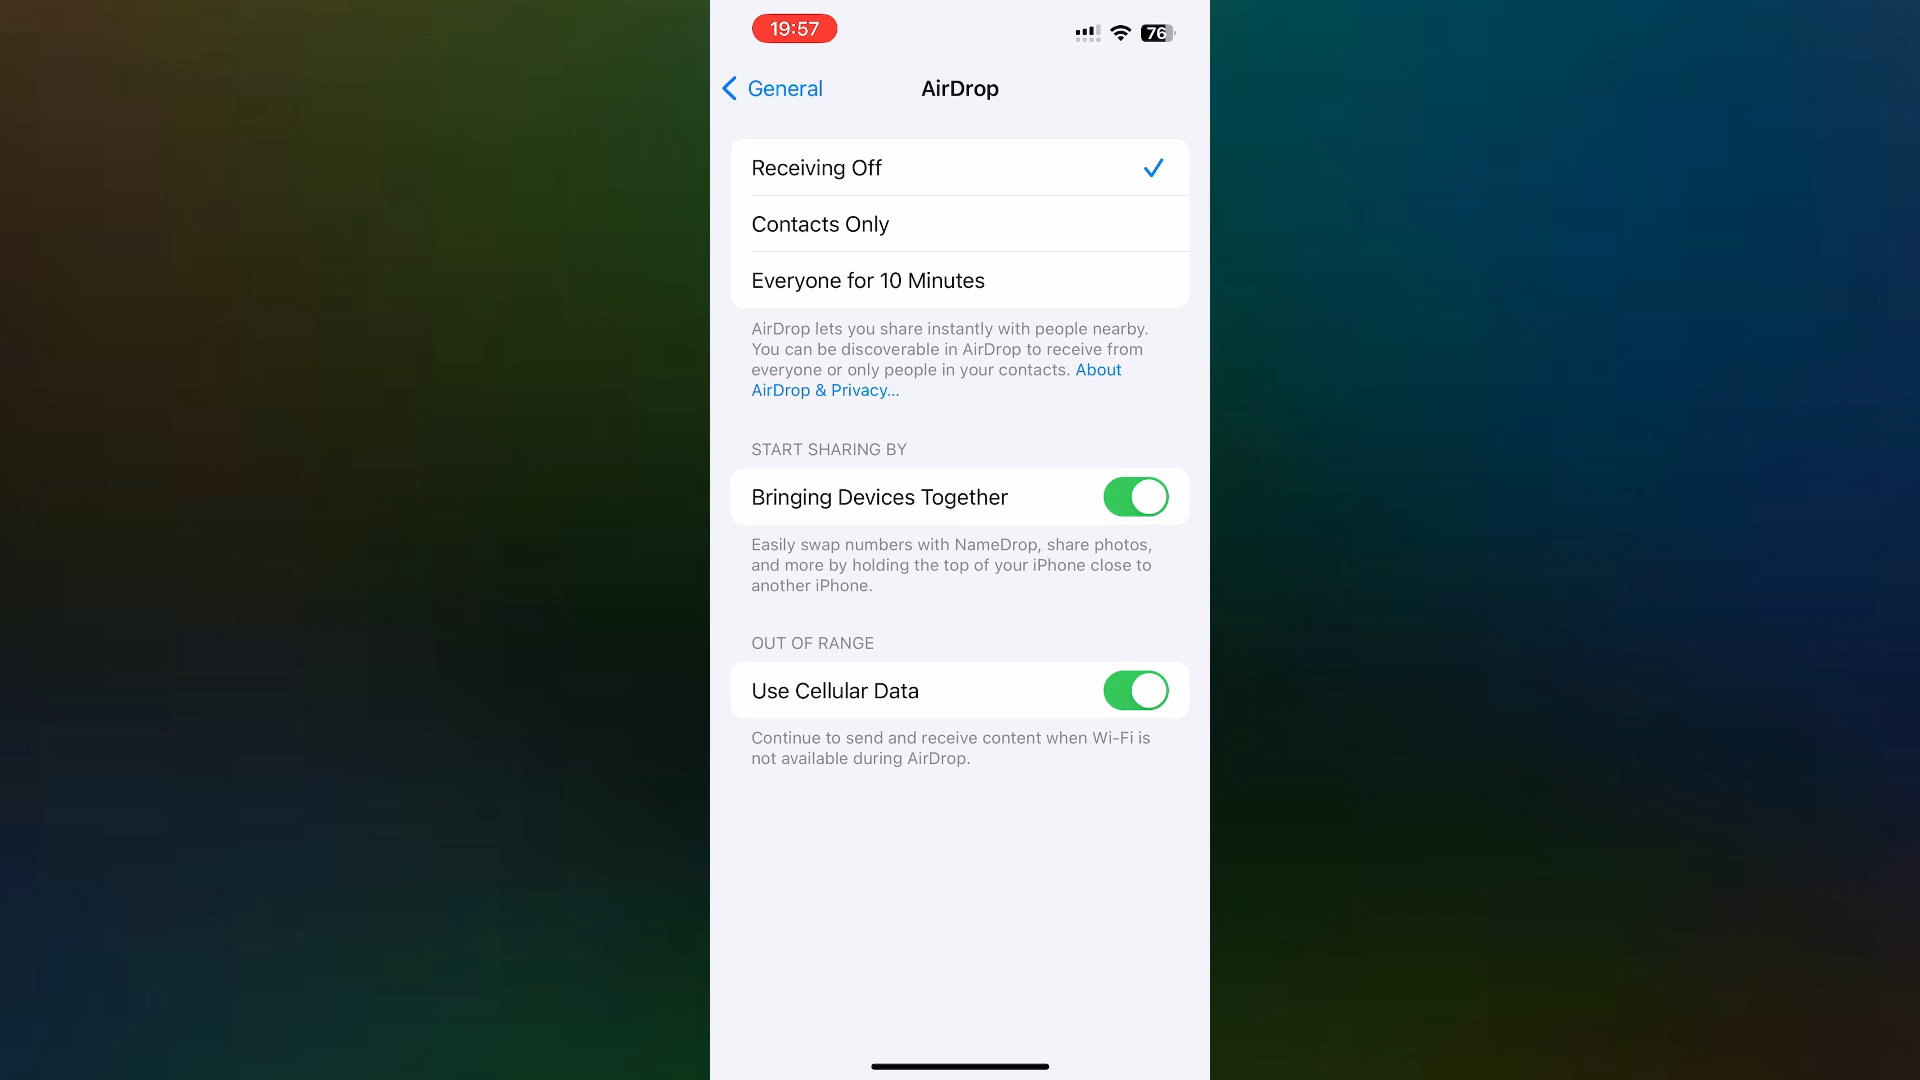 19:57
76
General
AirDrop
Receiving Off
Contacts Only
Everyone for 10 Minutes
AirDrop lets you share instantly with people nearby.
You can be discoverable in AirDrop to receive from
everyone or only people in your contacts. About
AirDrop & Privacy...
START SHARING BY
Bringing Devices Together
Easily swap numbers with NameDrop, share photos,
and more by holding the top of your iPhone close to
another iPhone.
OUT OF RANGE
Use Cellular Data
Continue to send and receive content when Wi-Fi is
not available during AirDrop.